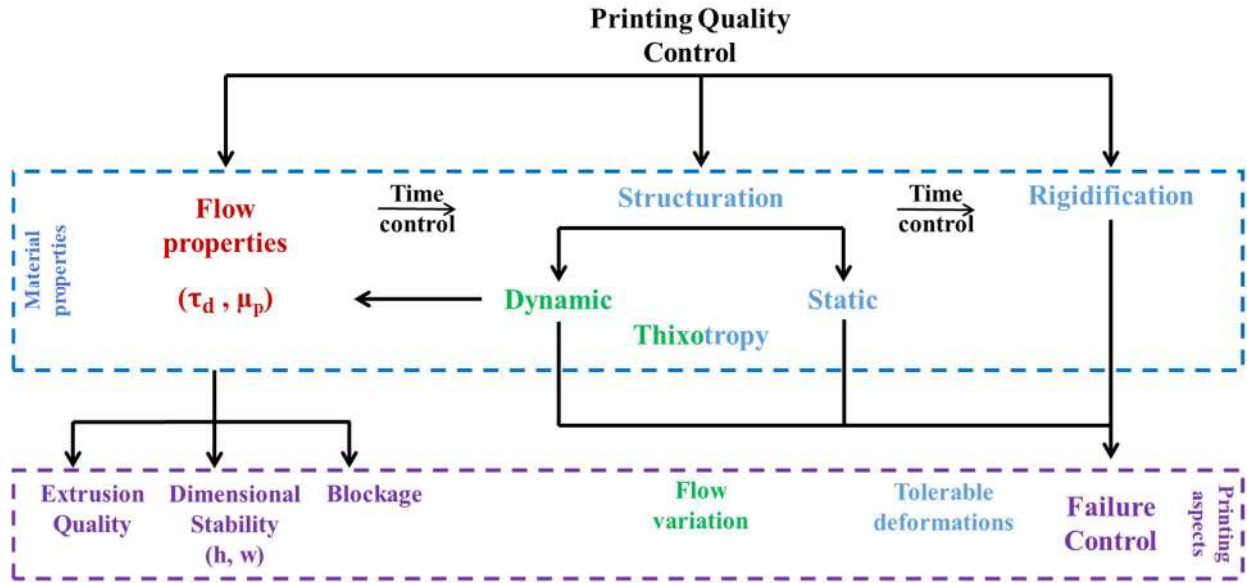 Printing Quality
Control
Material
properties
Flow
properties
(τd , μp)
Time
control
Structuration
Time
control
Rigidification
Dynamic
Static
Thixotropy
Extrusion
Quality
Dimensional
Stability
(h, w)
Blockage
Flow
variation
Tolerable
deformations
Failure
Control
Printing
aspects